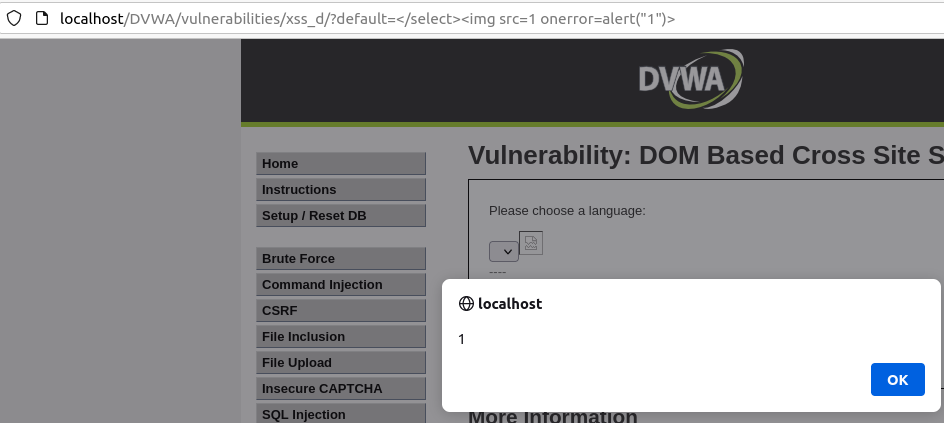 localhost/DVWA/vulnerabilities/xss_d/?default=</select><img src=1 onerror=alert("1")>
DVWA
Home
Instructions
Setup / Reset DB
Brute Force
Command Injection
CSRF
File Inclusion
File Upload
Insecure CAPTCHA
SQL Injection
Vulnerability: DOM Based Cross Site S
Please choose a language:
----
localhost
1
OK
More Information